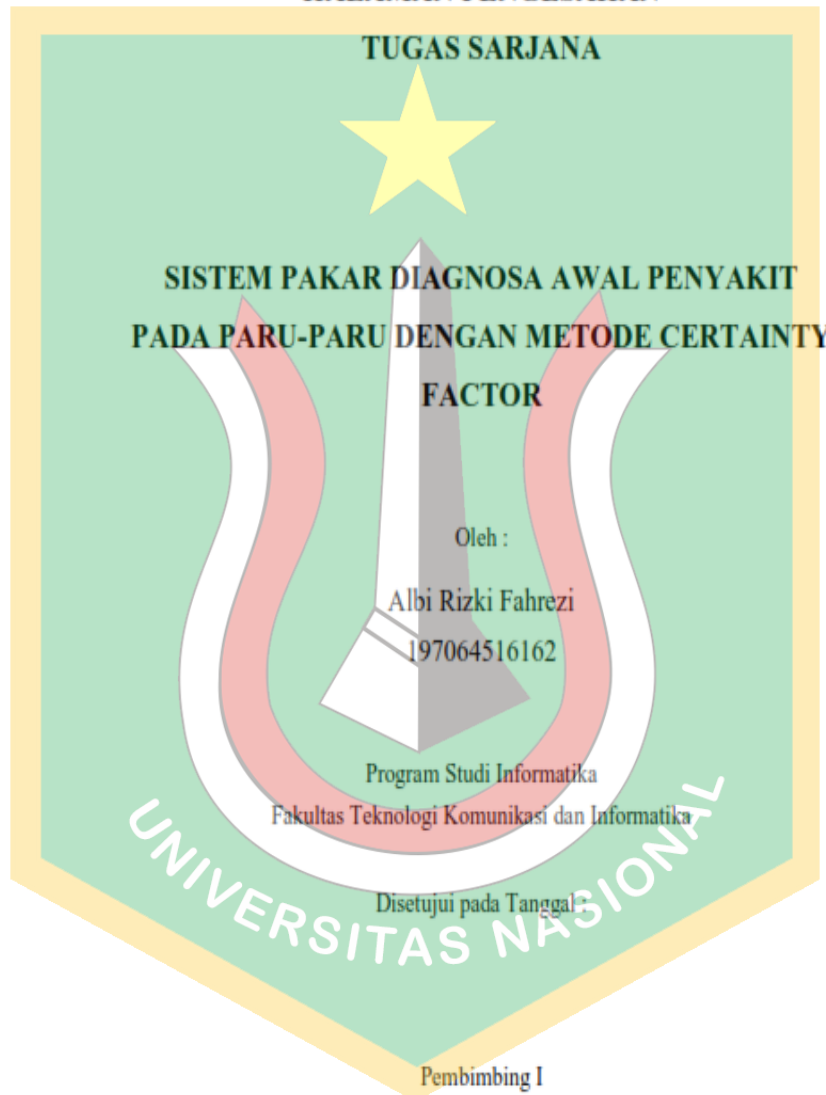 TUGAS SARJANA
SISTEM PAKAR DIAGNOSA AWAL PENYAKIT
PADA PARU-PARU DENGAN METODE CERTAINTY
FACTOR
Oleh :
Albi Rizki Fahrezi
197064516162
Program Studi Informatika
Fakultas Teknologi Komunikasi dan Informatika
Disetujui pada Tanggal :
UNIVERSITAS NASIONAL
Pembimbing I